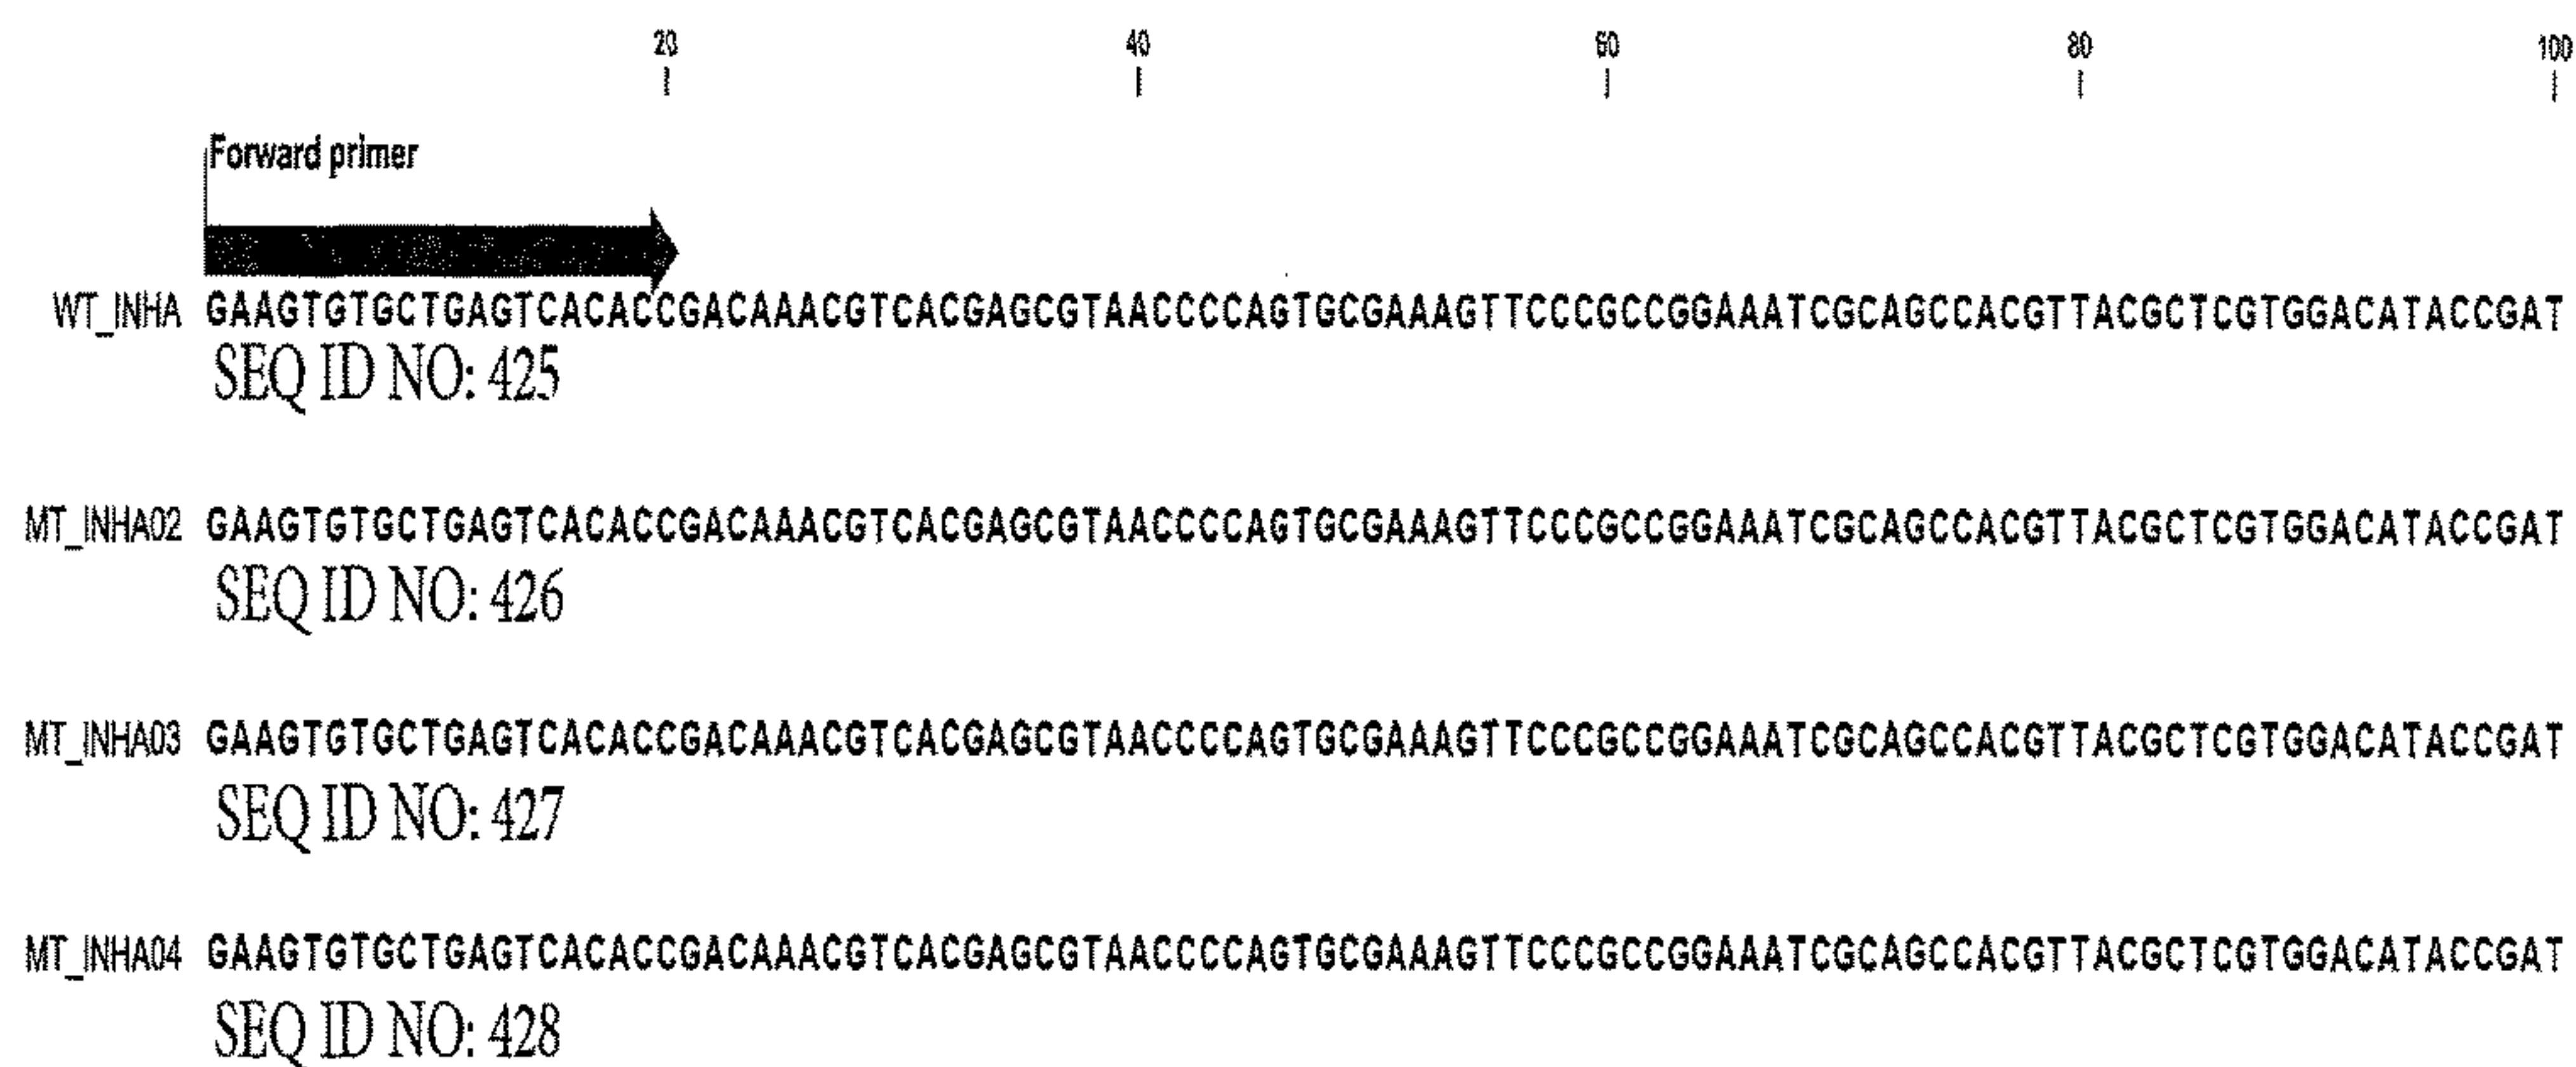 20 40 60 80 100
Forward primer
WT_INHA GAAGTGTGCTGAGTCACACCGACAAACGTCACGAGCGTAACCCCAGTGCGAAAGTTCCCGCCGGAAATCGCAGCCACGTTACGCTCGTGGACATACCGAT
SEQ ID NO: 425
MT_INHA02 GAAGTGTGCTGAGTCACACCGACAAACGTCACGAGCGTAACCCCAGTGCGAAAGTTCCCGCCGGAAATCGCAGCCACGTTACGCTCGTGGACATACCGAT
SEQ ID NO: 426
MT_INHA03 GAAGTGTGCTGAGTCACACCGACAAACGTCACGAGCGTAACCCCAGTGCGAAAGTTCCCGCCGGAAATCGCAGCCACGTTACGCTCGTGGACATACCGAT
SEQ ID NO: 427
MT_INHA04 GAAGTGTGCTGAGTCACACCGACAAACGTCACGAGCGTAACCCCAGTGCGAAAGTTCCCGCCGGAAATCGCAGCCACGTTACGCTCGTGGACATACCGAT
SEQ ID NO: 428